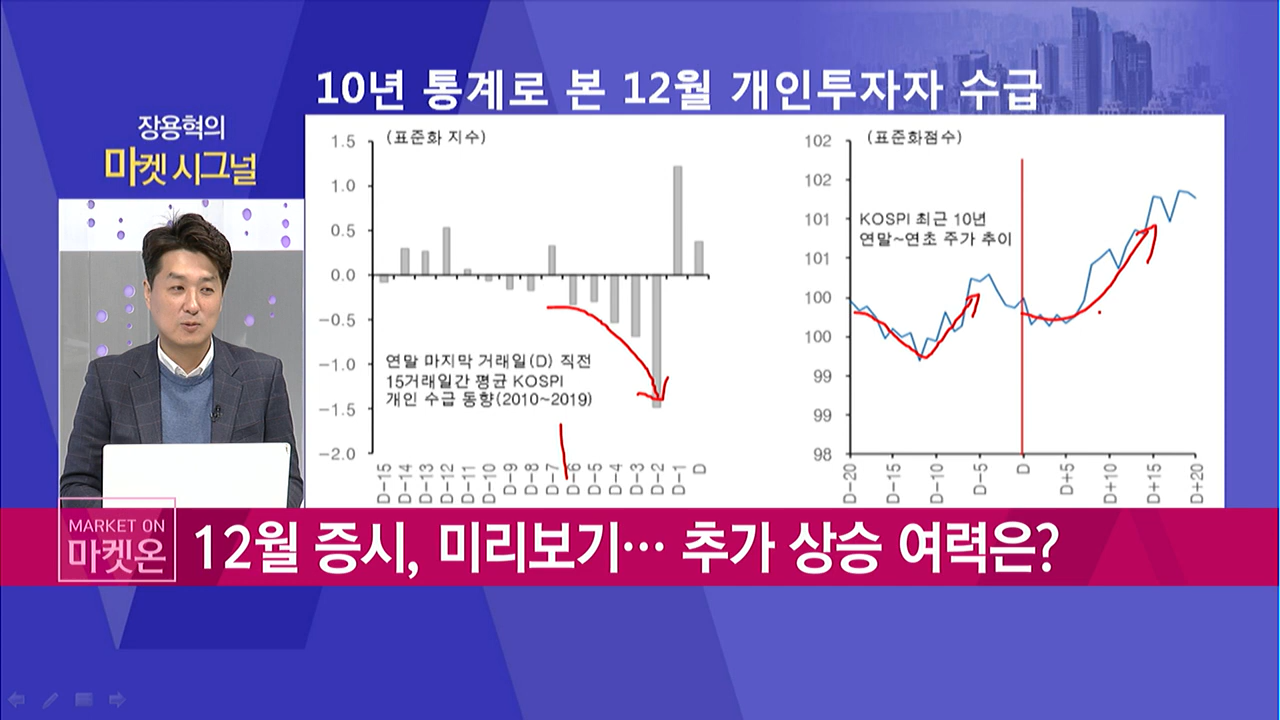 10년 통계로 본 12월 개인투자자 수급
장용혁의
마켓 시그널
(표준화 지수)
1.5
1.0
0.5
0.0
-0.5
-1.0
-1.5
-2.0
연말 마지막 거래일(D) 직전
15거래일간 평균 KOSPI
개인 수급 동향(2010~2019)
D-15
D-14
D-13
D-12
D-11
D-10
D-9
D-8
D-7
D-6
D-5
D-4
D-3
D-2
D-1
D
(표준화점수)
102
102
101
101
100
100
99
99
98
KOSPI 최근 10년
연말~연초 주가 추이
D-20
D-15
D-10
D-5
D
D+5
D+10
D+15
D+20
MARKET ON
마켓온
12월 증시, 미리보기… 추가 상승 여력은?